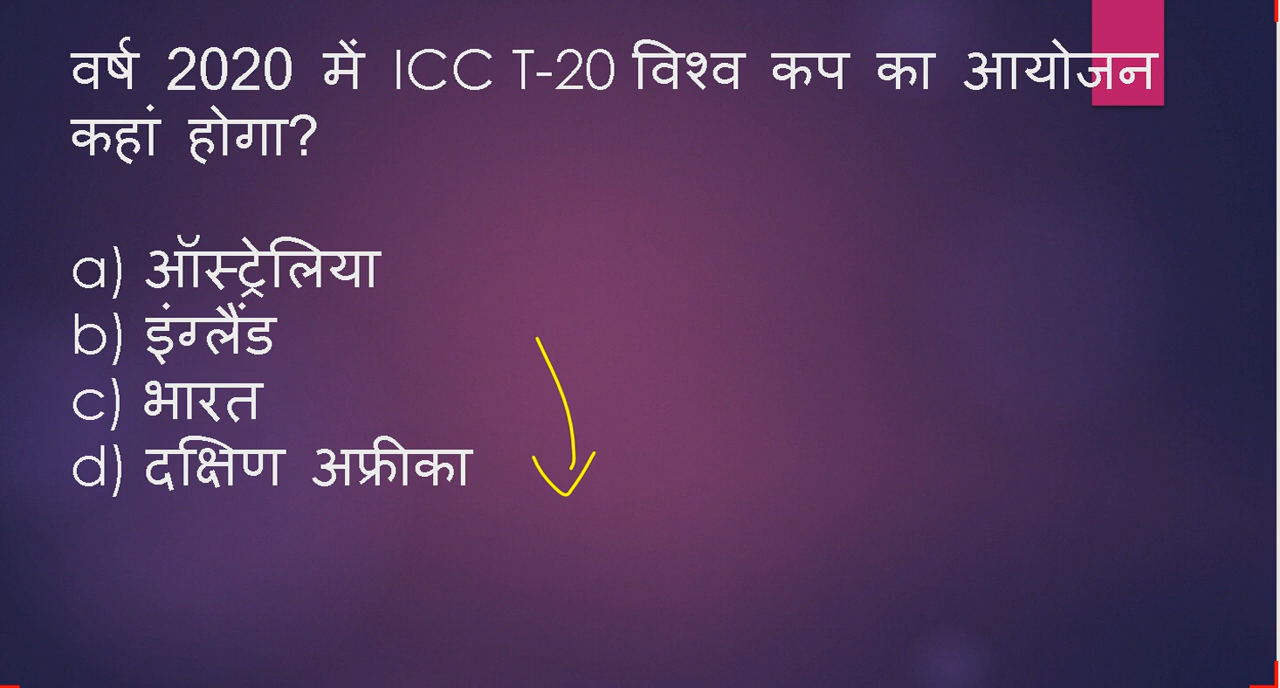 वर्ष 2020 में ICC T-20 विश्व कप का आयोजन
कहां होगा?
a) ऑस्ट्रेलिया
b) इंग्लैंड
c) भारत
d) दक्षिण अफ्रीका